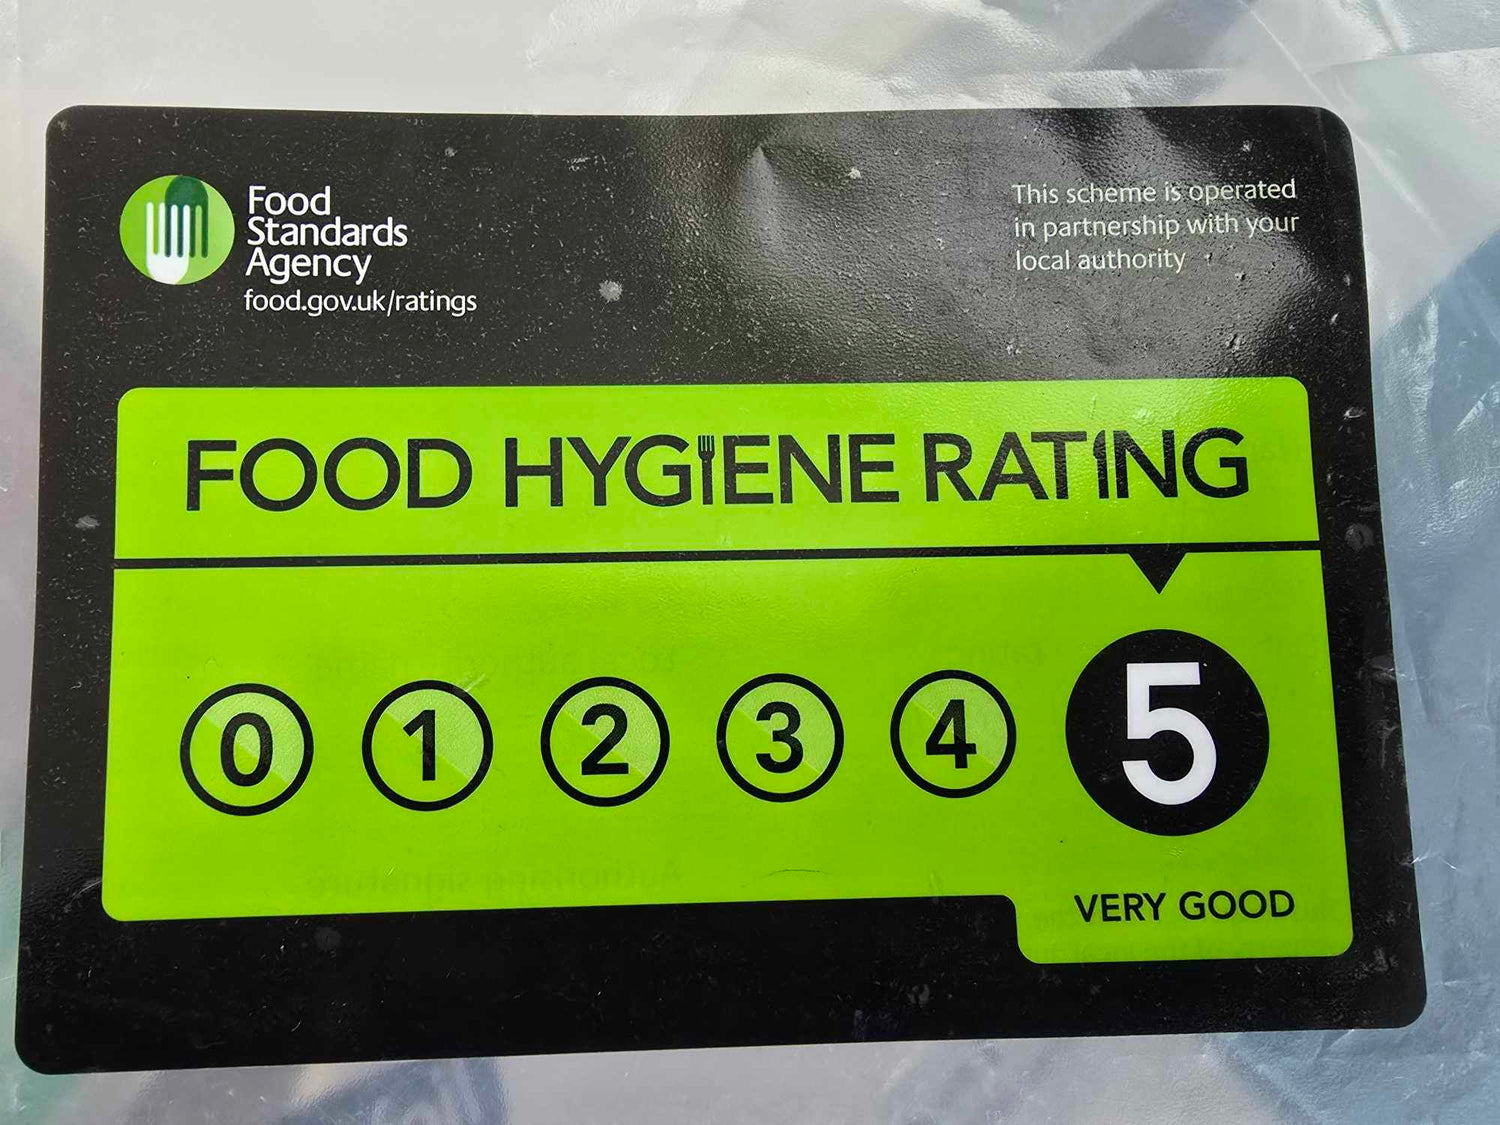 Food
Standards
Agency
food.gov.uk/ratings
This scheme is operated
in partnership with your
local authority
FOOD HYGIENE RATING
0 1 2 3 4 5
VERY GOOD